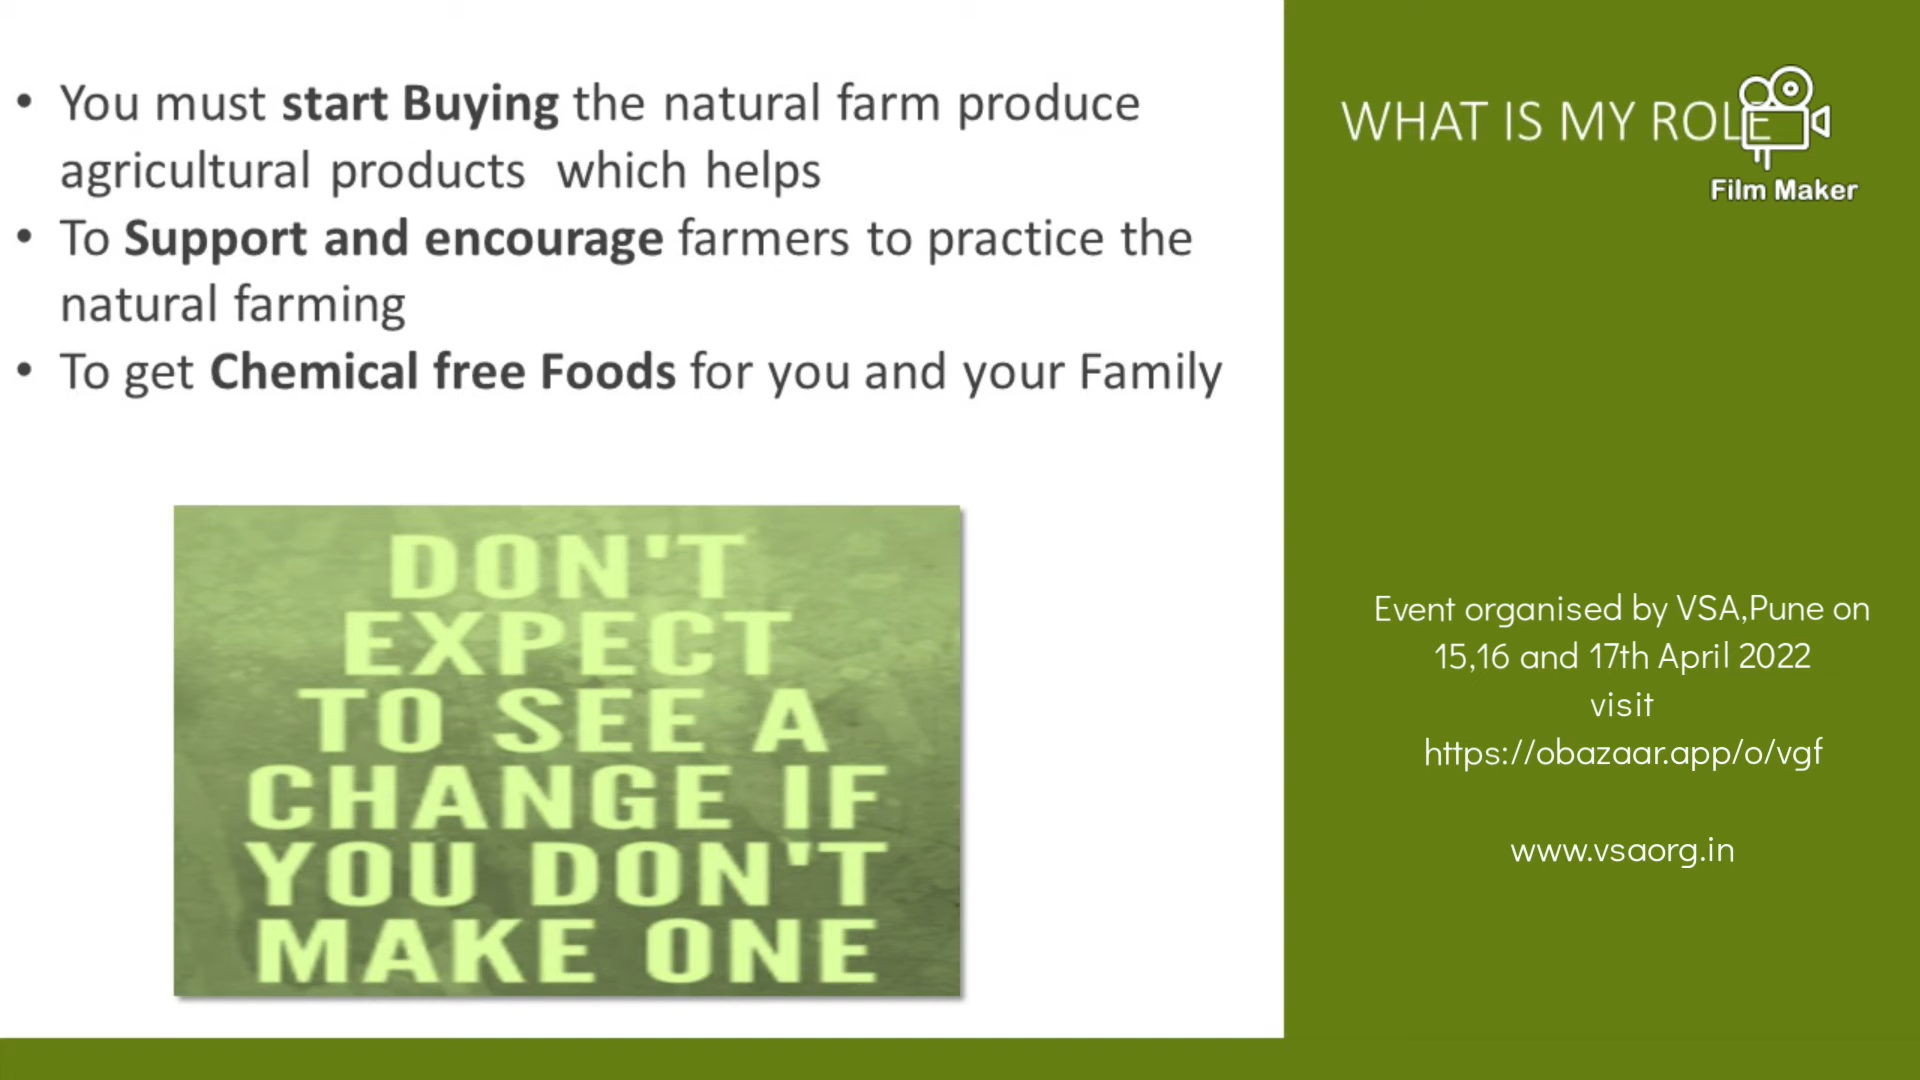 • You must start Buying the natural farm produce
agricultural products which helps
• To Support and encourage farmers to practice the
natural farming
• To get Chemical free Foods for you and your Family
DON'T
EXPECT
TO SEE A
CHANGE IF
YOU DON'T
MAKE ONE
WHAT IS MY ROLE
Film Maker
Event organised by VSA,Pune on
15,16 and 17th April 2022
visit
https://obazaar.app/o/vgf
www.vsaorg.in